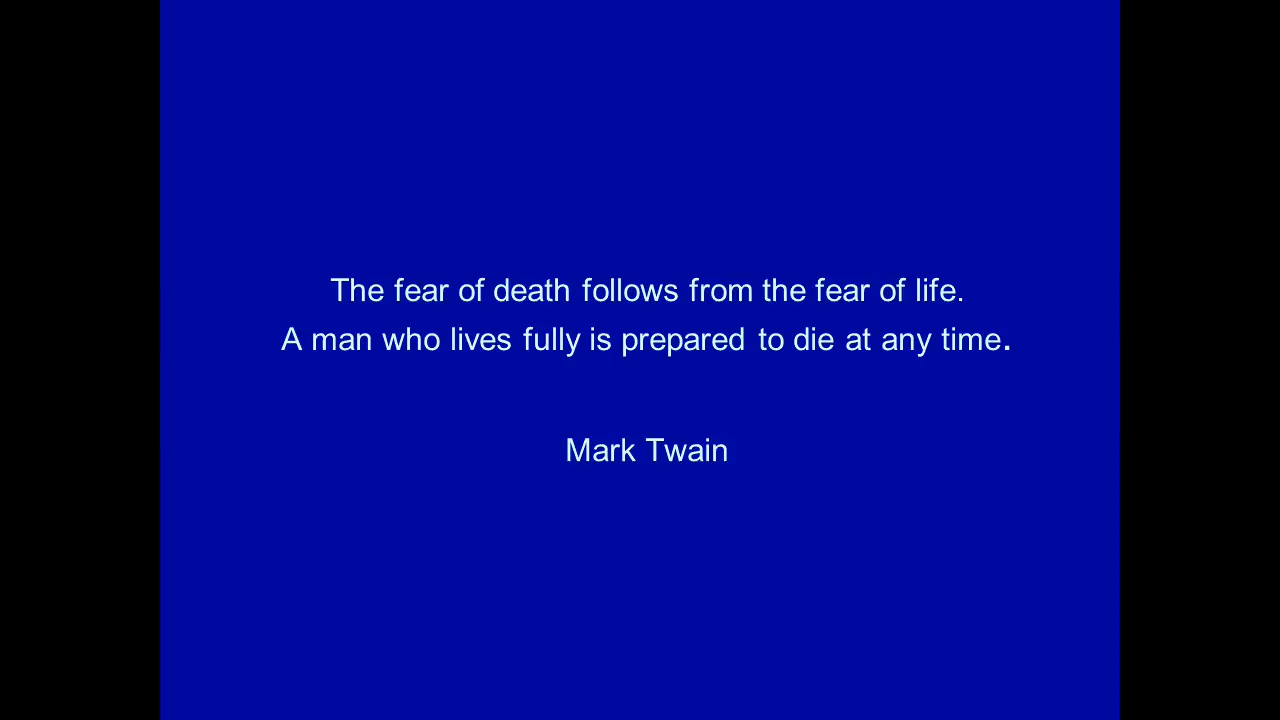 The fear of death follows from the fear of life.
A man who lives fully is prepared to die at any time.
Mark Twain